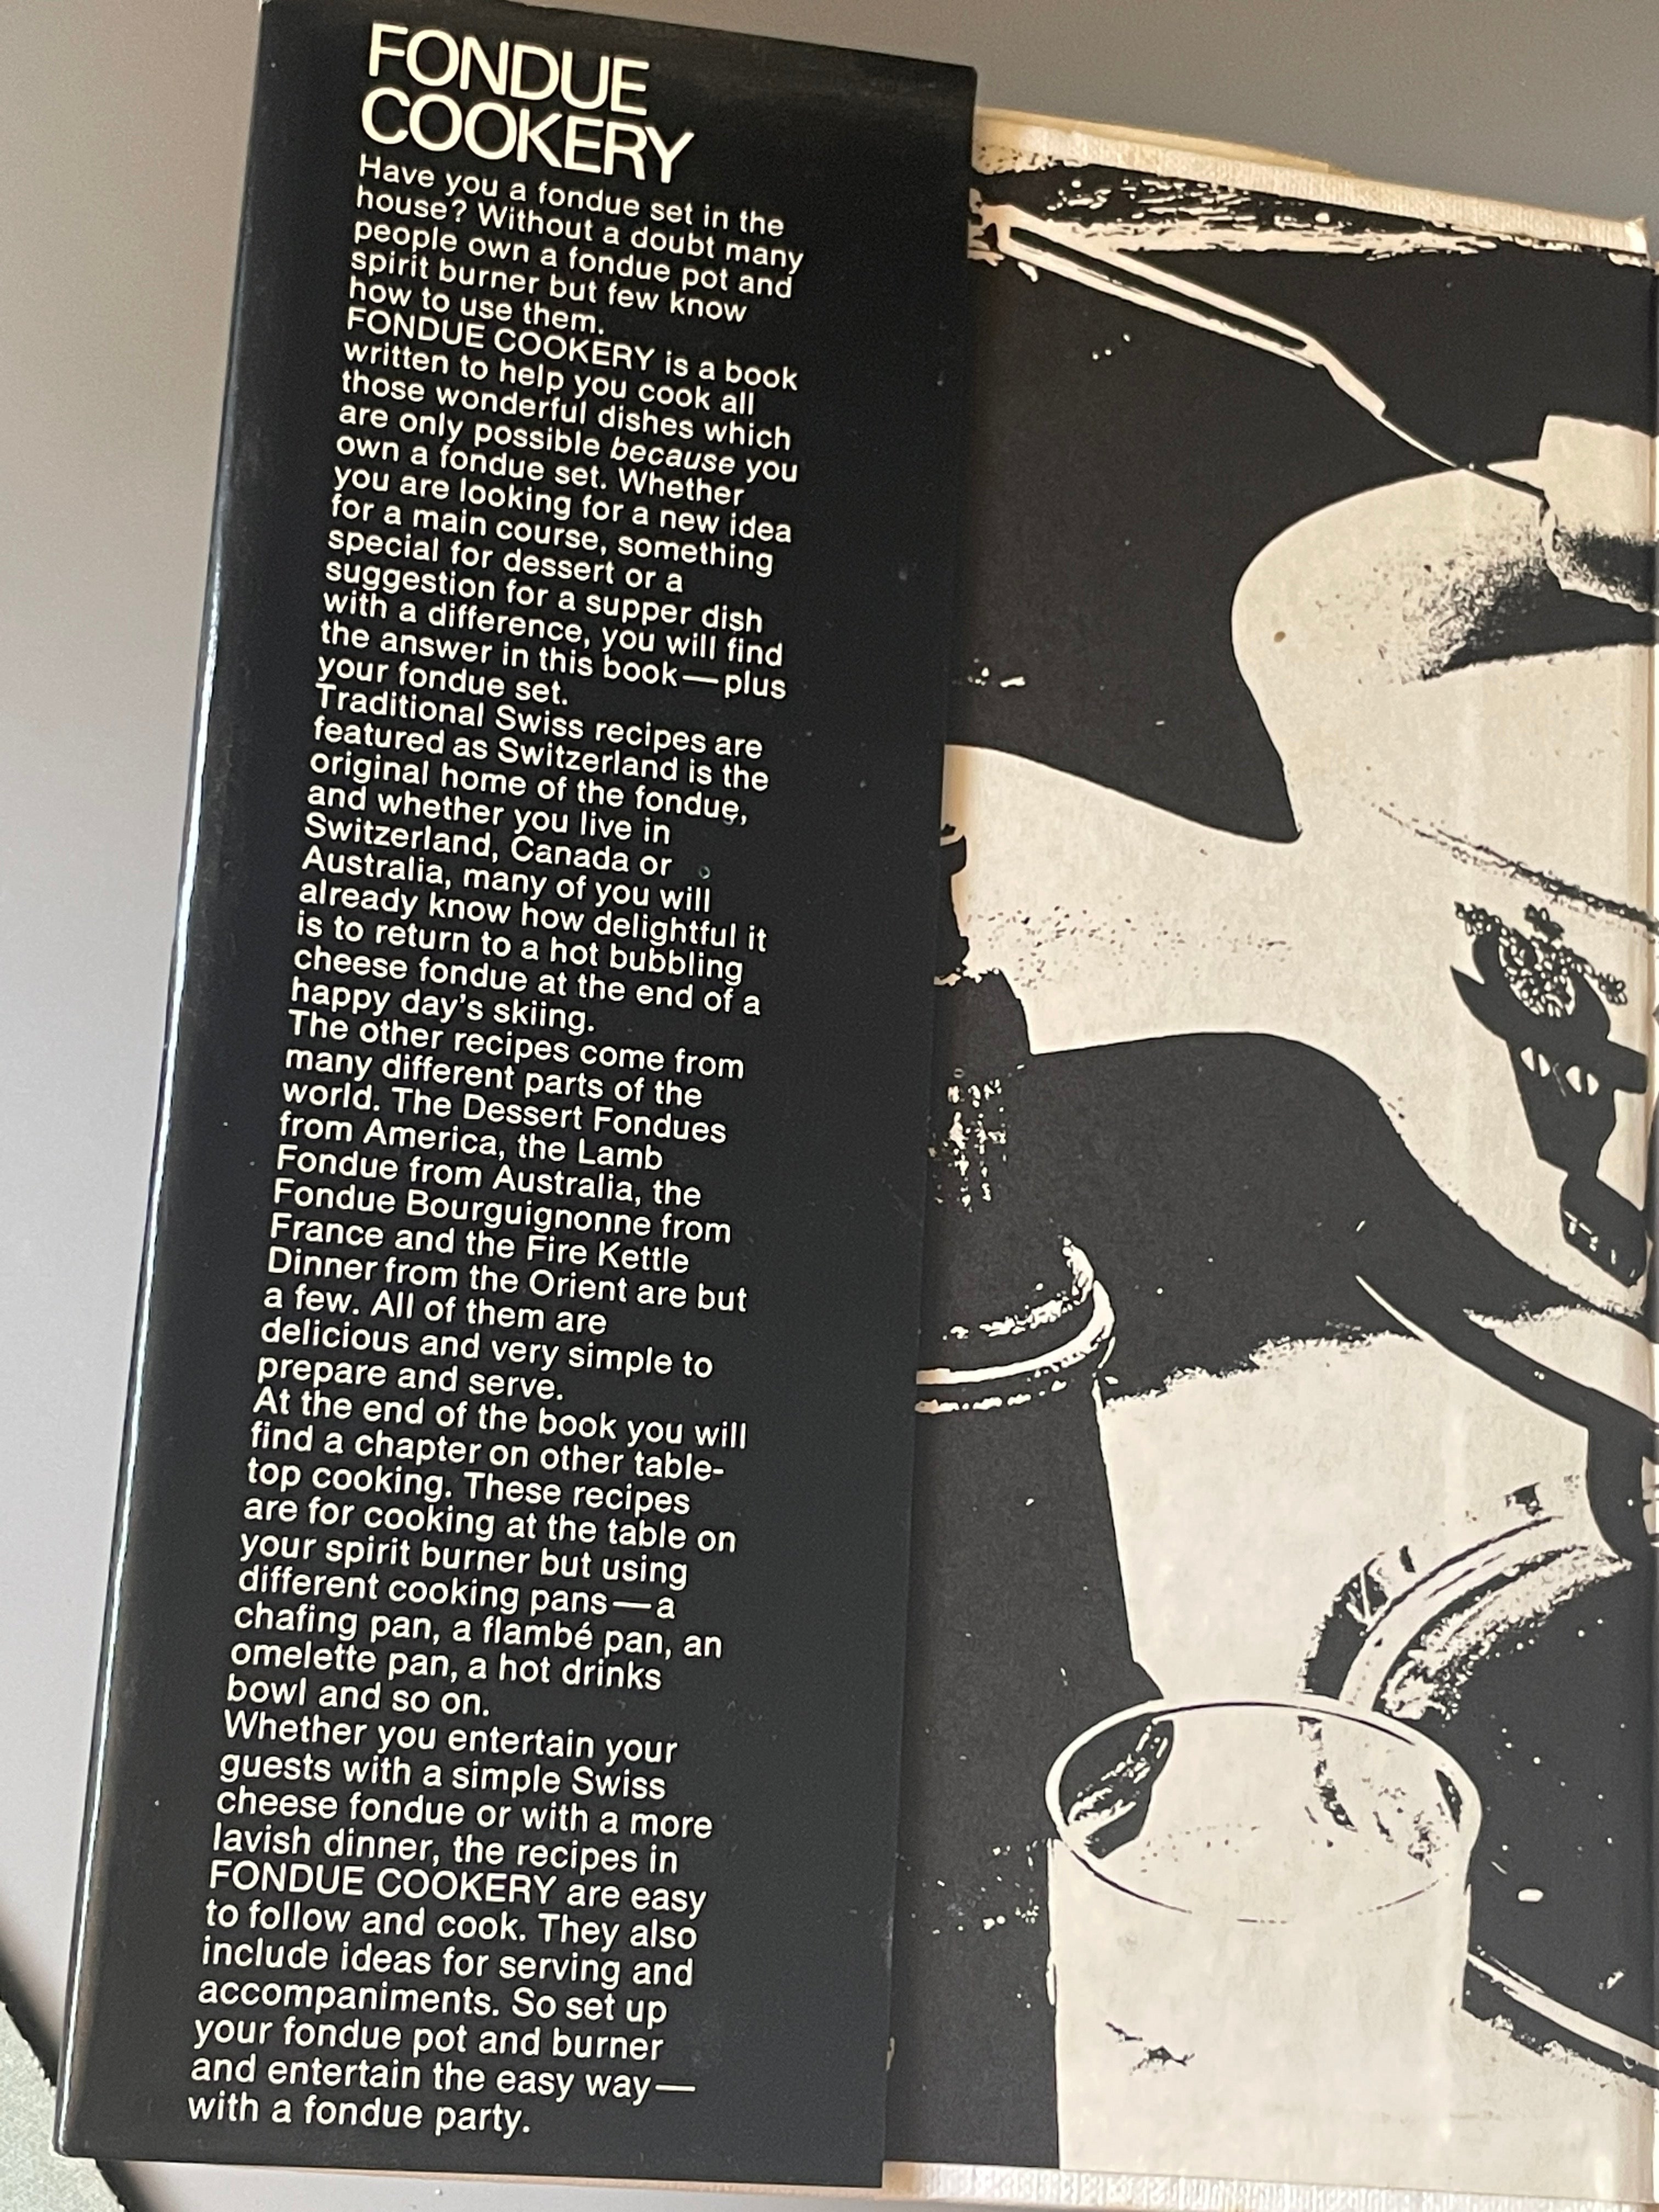 FONDUE
COOKERY
Have you a fondue set in the
house? Without a doubt many
people own a fondue pot and
spirit burner but few know
how to use them.
FONDUE COOKERY is a book
written to help you cook all
those wonderful dishes which
are only possible because you
own a fondue set. Whether
you are looking for a new idea
for a main course, something
special for dessert or a
suggestion for a supper dish
with a difference, you will find
the answer in this book—plus
your fondue set.
Traditional Swiss recipes are
featured as Switzerland is the
original home of the fondue,
and whether you live in
Switzerland, Canada or
Australia, many of you will
already know how delightful it
is to return to a hot bubbling
cheese fondue at the end of a
happy day's skiing.
The other recipes come from
many different parts of the
world. The Dessert Fondues
from America, the Lamb
Fondue from Australia, the
Fondue Bourguignonne from
France and the Fire Kettle
Dinner from the Orient are but
a few. All of them are
delicious and very simple to
prepare and serve.
At the end of the book you will
find a chapter on other table-
top cooking. These recipes
are for cooking at the table on
your spirit burner but using
different cooking pans—a
chafing pan, a flambé pan, an
omelette pan, a hot drinks
bowl and so on.
Whether you entertain your
guests with a simple Swiss
cheese fondue or with a more
lavish dinner, the recipes in
FONDUE COOKERY are easy
to follow and cook. They also
include ideas for serving and
accompaniments. So set up
your fondue pot and burner
and entertain the easy way—
with a fondue party.